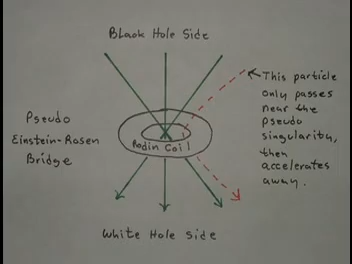 Black Hole Side
This particle
only passes
near the
pseudo
singularity,
then
accelerates
away.
Pseudo
Einstein-Rosen
Bridge
Rodin Coil
White Hole Side